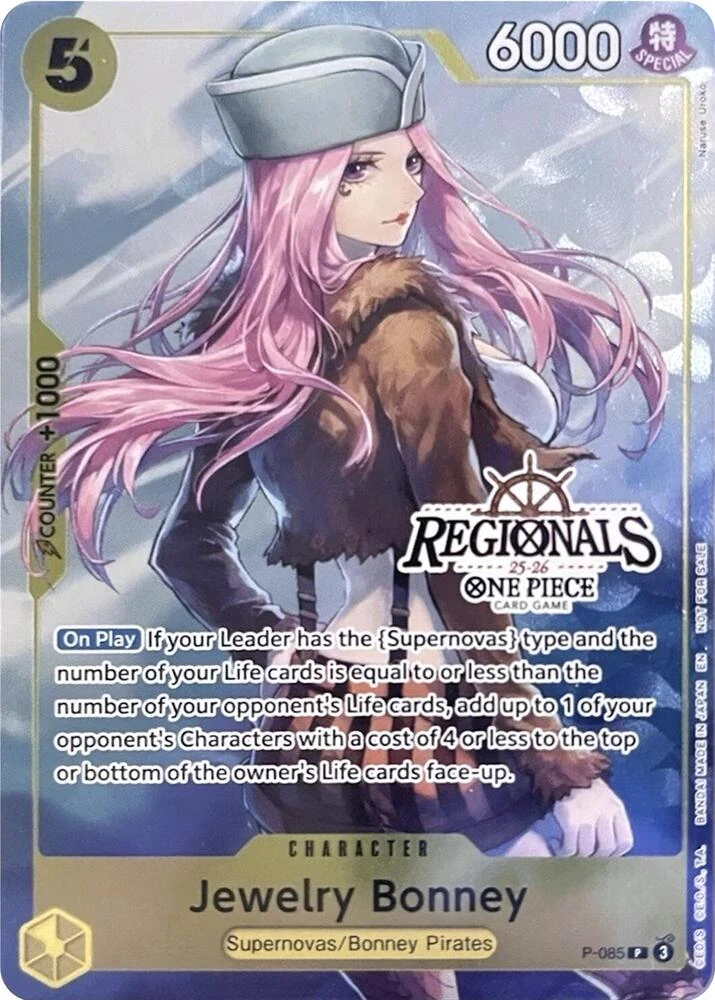 5
6000
特
SPECIAL
Naruse Uroko
COUNTER +1000
REGIONALS
25-26
ONE PIECE
CARD GAME
On Play If your Leader has the {Supernovas} type and the
number of your Life cards is equal to or less than the
number of your opponent's Life cards, add up to 1 of your
opponent's Characters with a cost of 4 or less to the top
or bottom of the owner's Life cards face-up.
CHARACTER
Jewelry Bonney
Supernovas/Bonney Pirates
P-085 P 3
©E.O/S. ©E.O./S., T.A. BANDAI MADE IN JAPAN EN. NOT FOR SALE